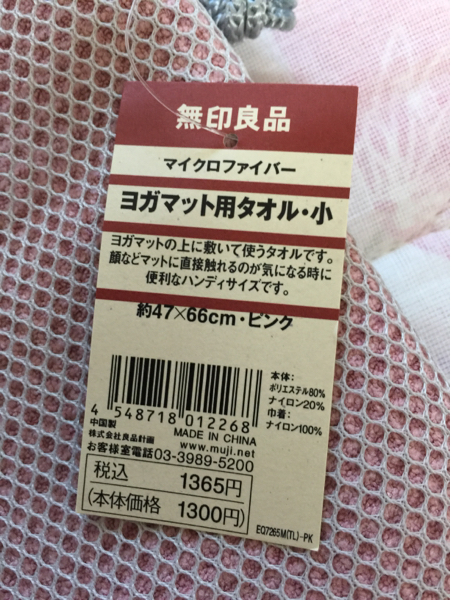 無印良品
マイクロファイバー
ヨガマット用タオル・小
ヨガマットの上に敷いて使うタオルです。
顔などマットに直接触れるのが気になる時に
便利なハンディサイズです。
約47×66cm・ピンク
本体:
ポリエステル80%
ナイロン20%
巾着:
ナイロン100%
4 548718 012268
中国製 MADE IN CHINA
株式会社良品計画 www.muji.net
お客様室電話03-3989-5200
税込 1365円
(本体価格 1300円)
EQ7265M(TL)-PK